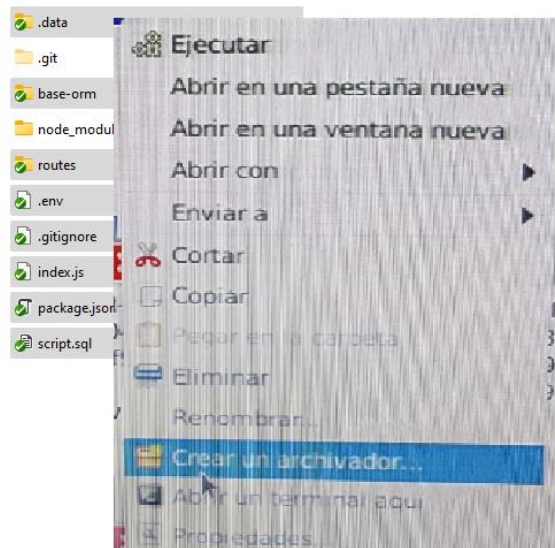 .data
.git
base-orm
node_modul
routes
.env
.gitignore
index.js
package.json
script.sql
Ejecutar
Abrir en una pestaña nueva
Abrir en una ventana nueva
Abrir con
Enviar a
Cortar
Copiar
Pegar en la carpeta
Eliminar
Renombrar...
Crear un archivador...
Abrir un terminal aquí
Propiedades...